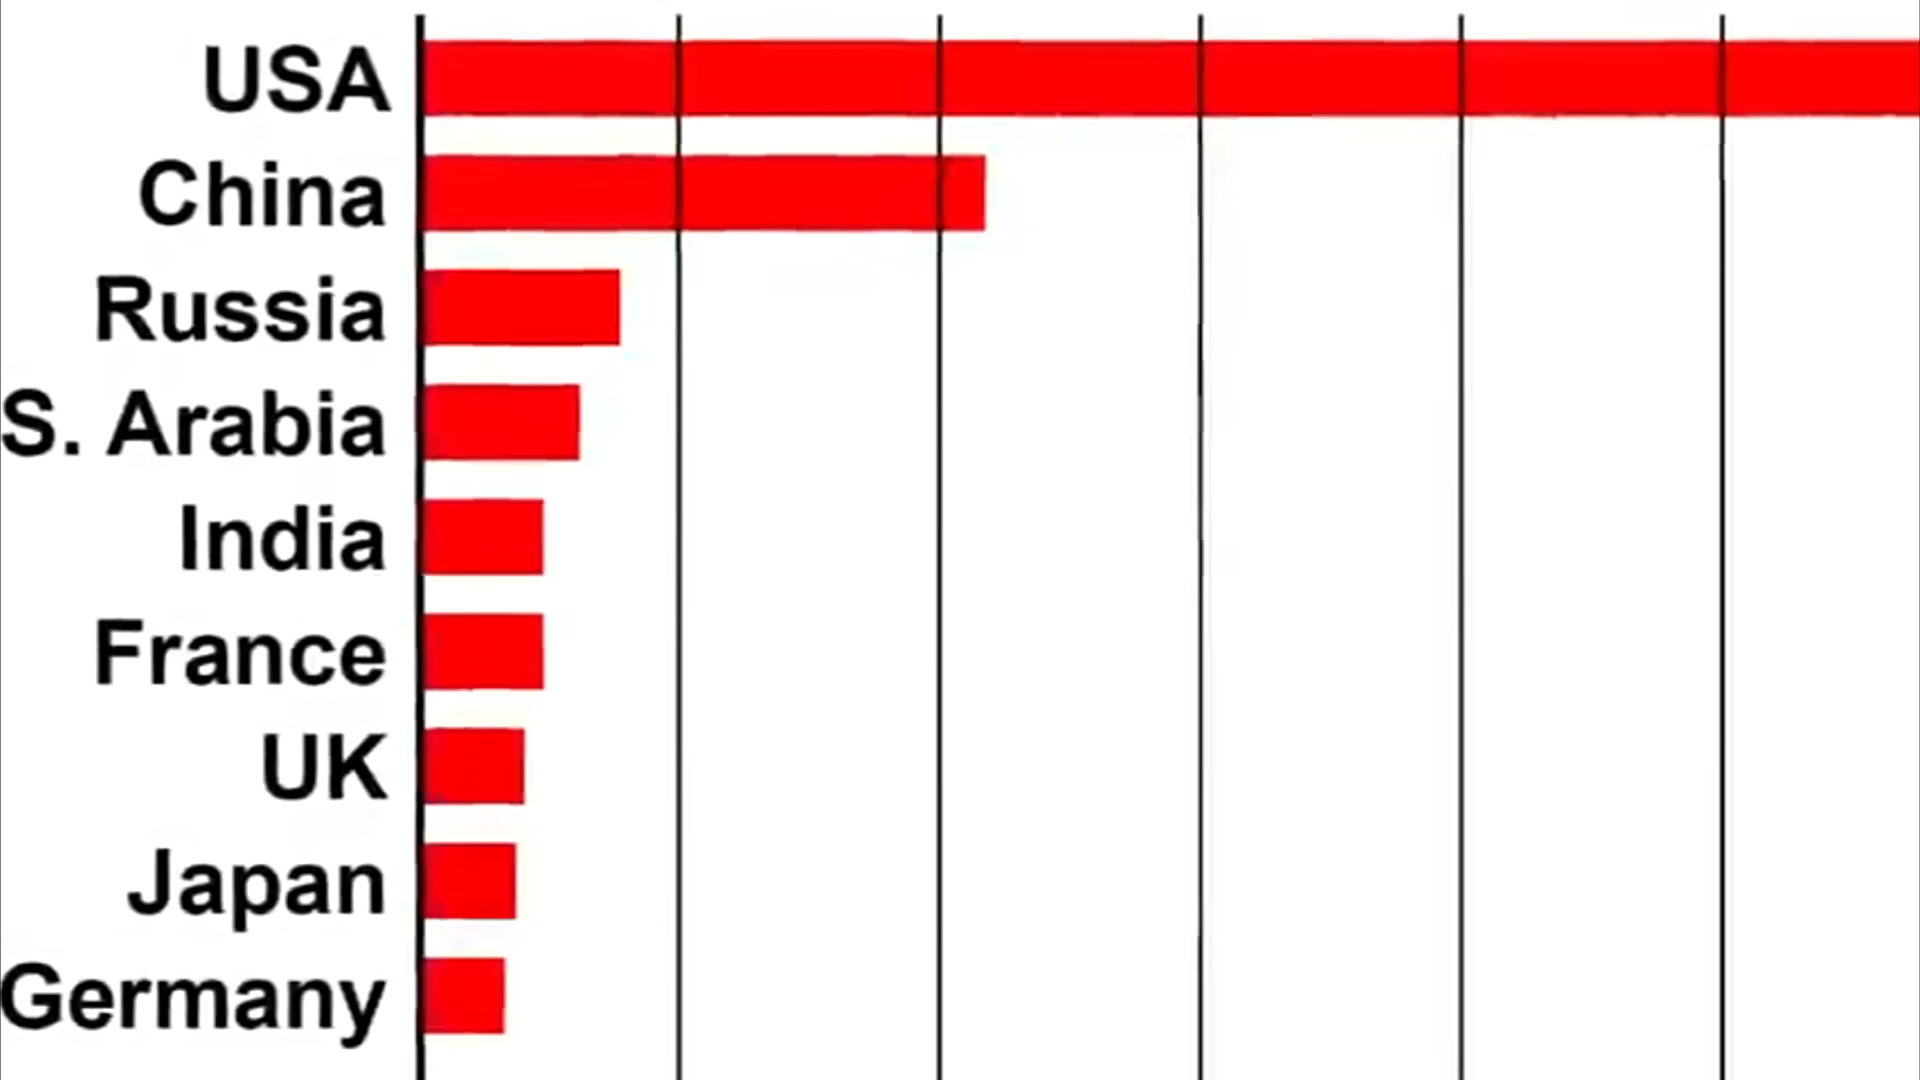 USA
China
Russia
S. Arabia
India
France
UK
Japan
Germany